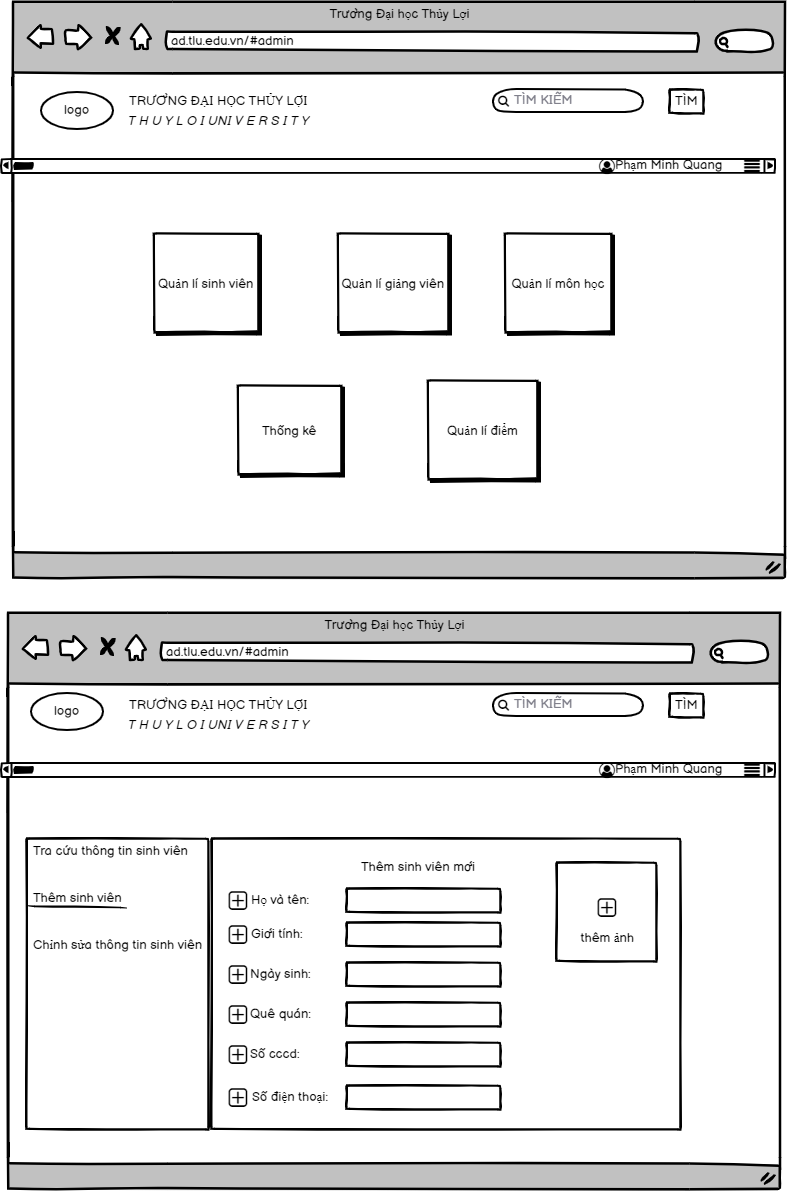 Trường Đại học Thủy Lợi
ad.tlu.edu.vn/#admin
logo
TRƯỜNG ĐẠI HỌC THỦY LỢI
THUYLOIUNIVERSITY
TÌM KIẾM
TÌM
Phạm Minh Quang
Quản lí sinh viên
Quản lí giảng viên
Quản lí môn học
Thống kê
Quản lí điểm
Trường Đại học Thủy Lợi
ad.tlu.edu.vn/#admin
logo
TRƯỜNG ĐẠI HỌC THỦY LỢI
THUYLOIUNIVERSITY
TÌM KIẾM
TÌM
Phạm Minh Quang
Tra cứu thông tin sinh viên
Thêm sinh viên
Chỉnh sửa thông tin sinh viên
Thêm sinh viên mới
Họ và tên:
Giới tính:
Ngày sinh:
Quê quán:
Số cccd:
Số điện thoại:
thêm ảnh